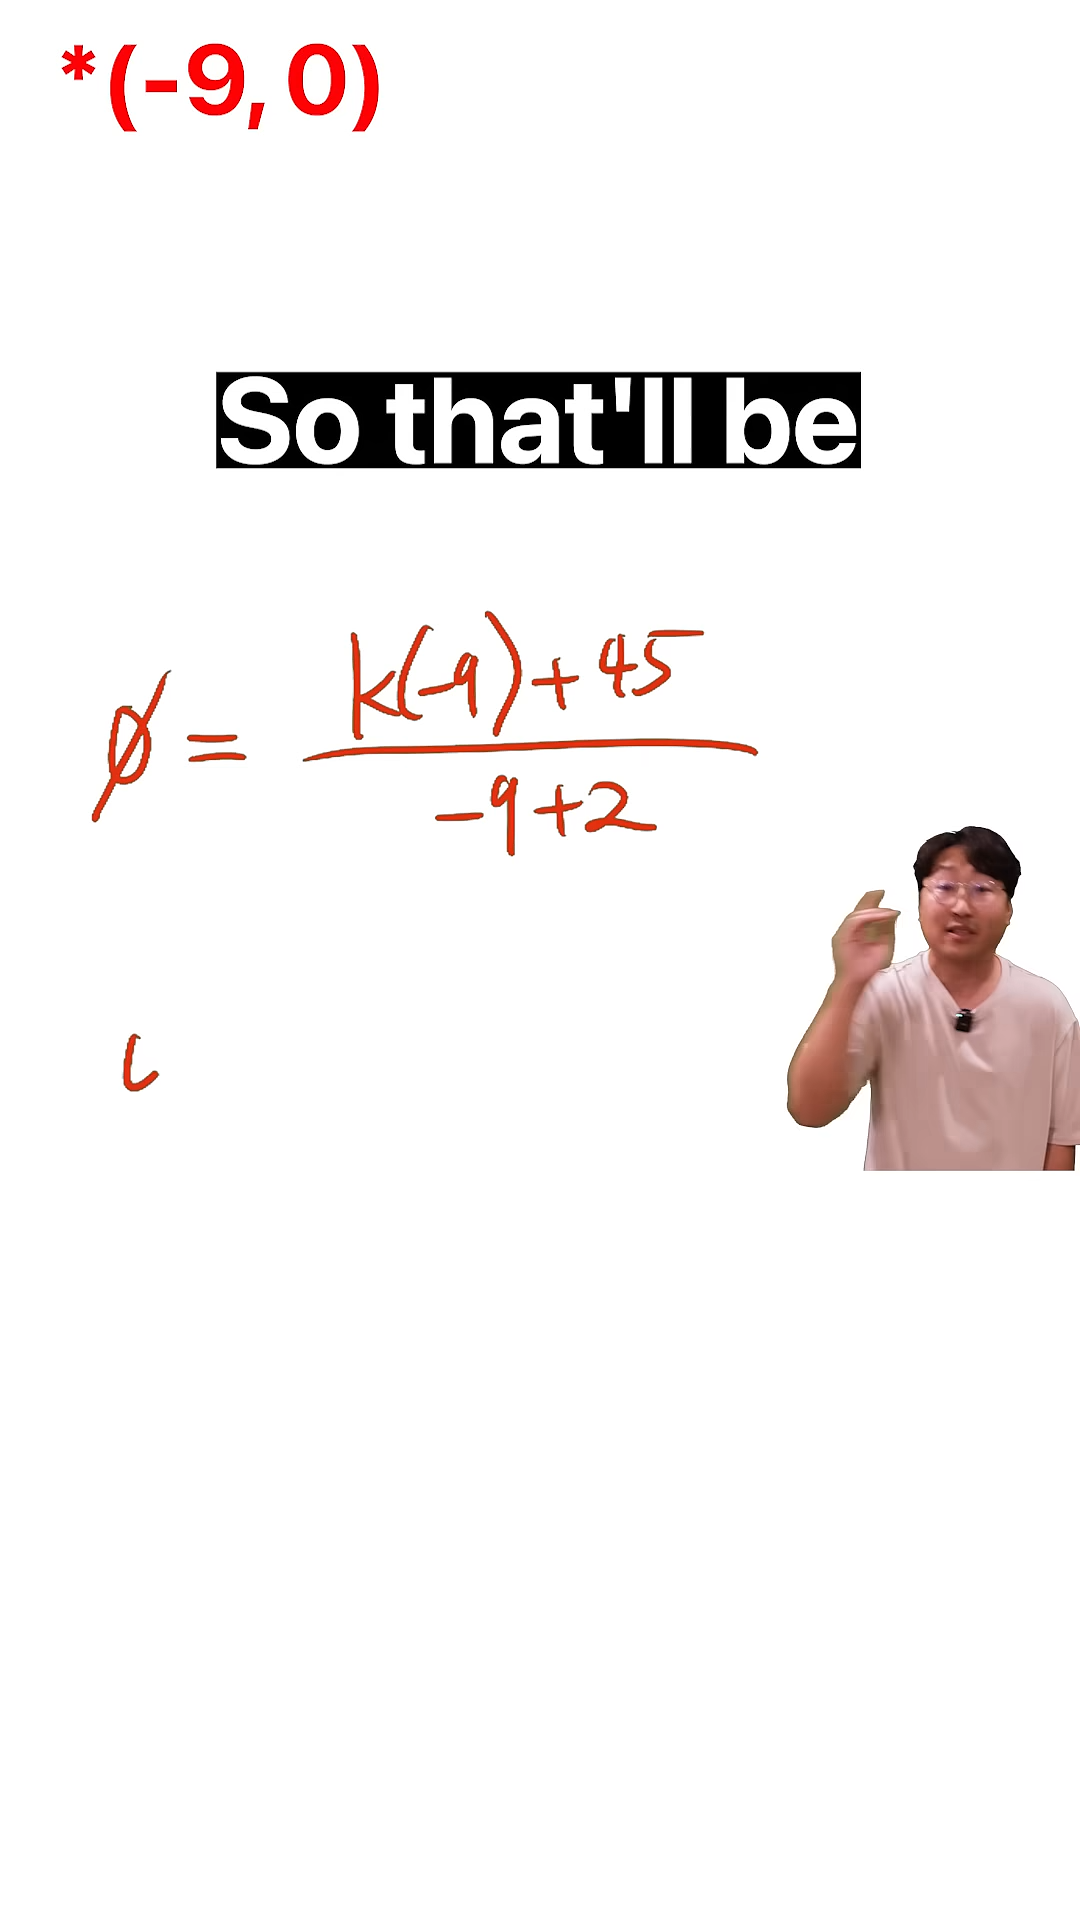 *(-9, 0)
So that'll be
k(-9)+45
0 =
-9+2